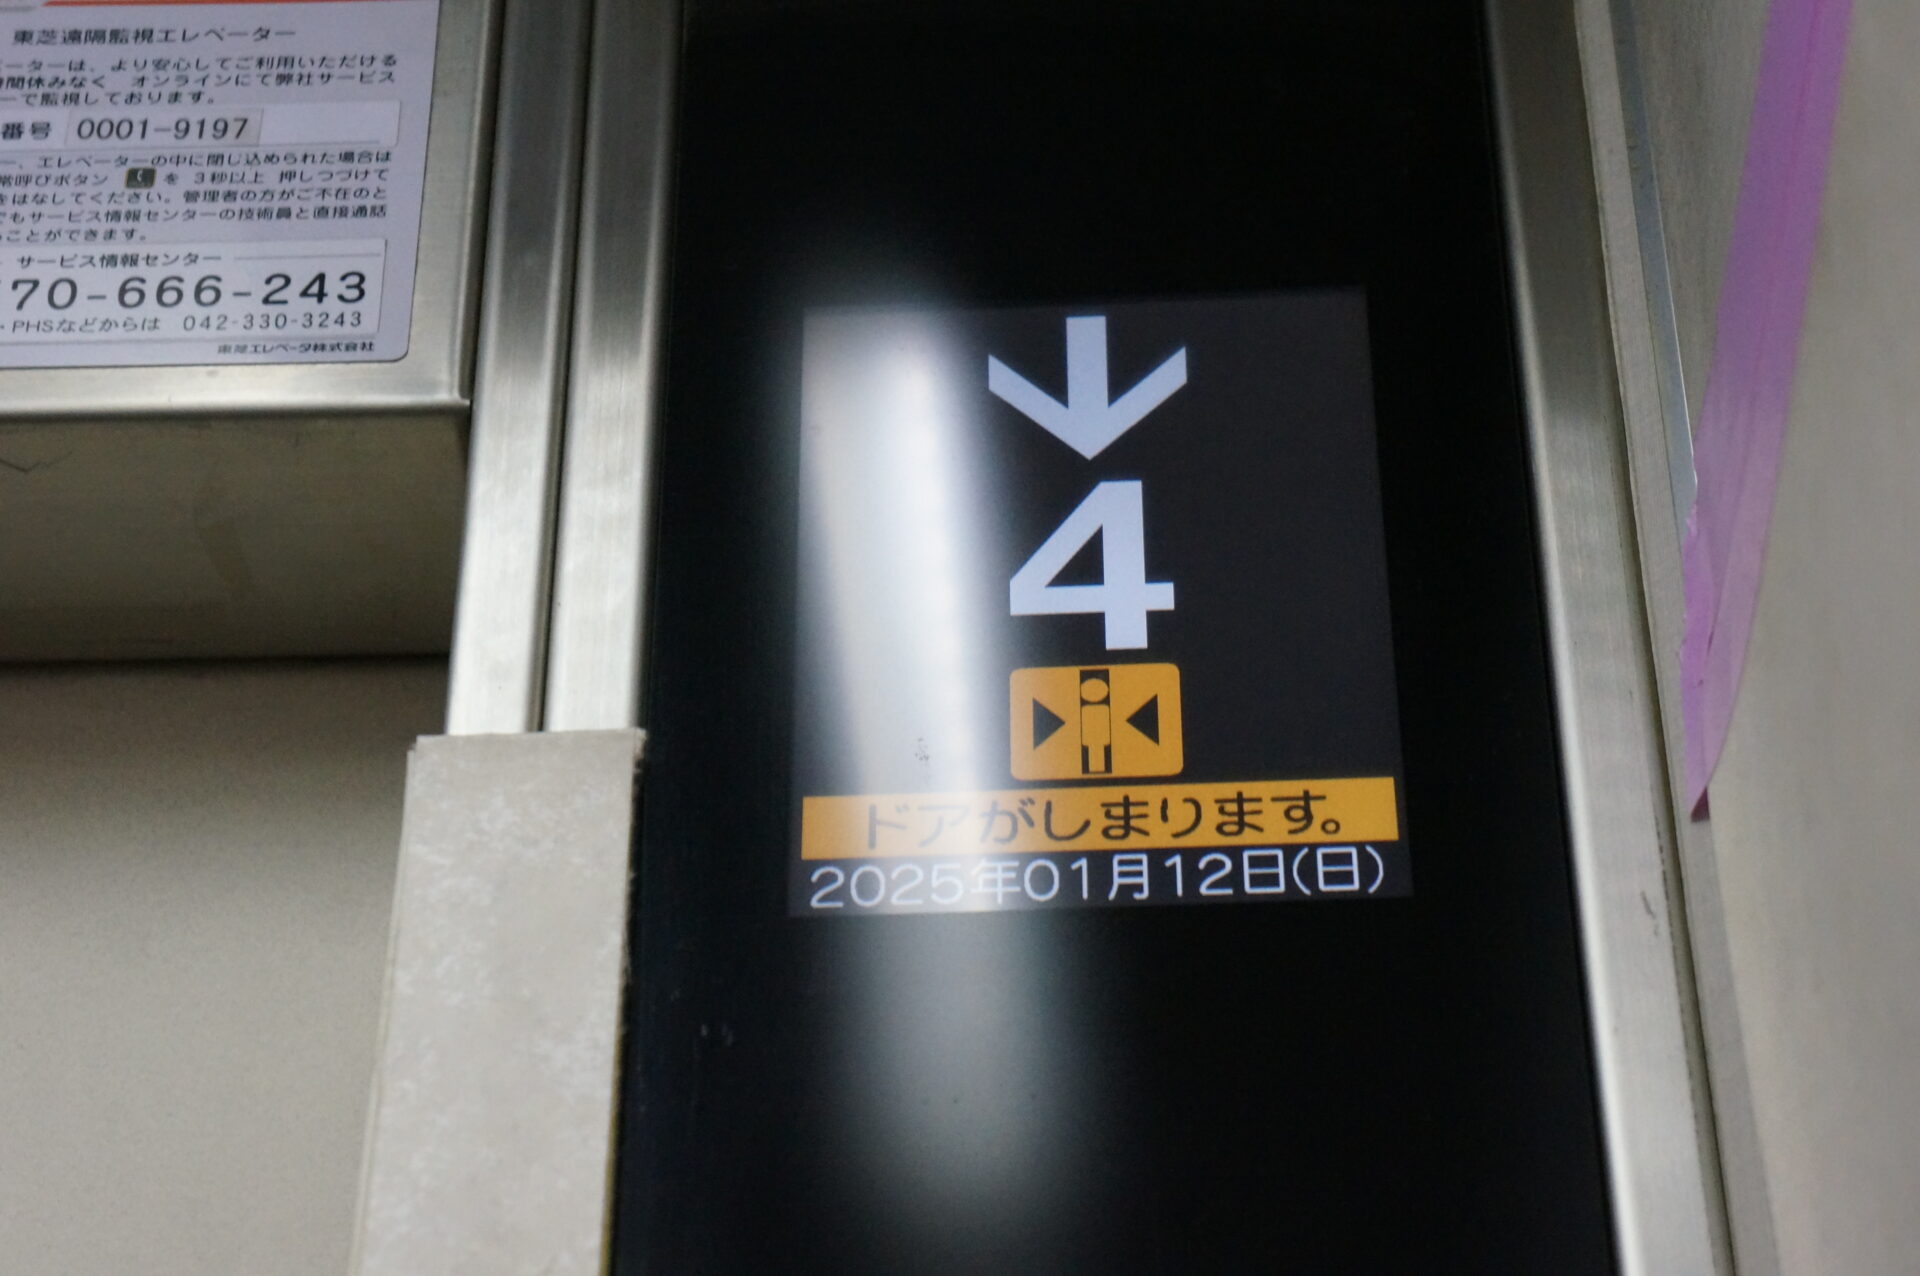 東芝遠隔監視エレベーター
ーターは、より安心してご利用いただける
時間休みなく オンラインにて弊社サービス
ーで監視しております。
番号 0001-9197
ー、エレベーターの中に閉じ込められた場合は
常呼びボタン を 3秒以上 押しつづけて
をはなしてください。管理者の方がご不在のと
でもサービス情報センターの技術員と直接通話
ることができます。
サービス情報センター
70-666-243
・PHSなどからは 042-330-3243
東芝エレベータ株式会社
4
ドアがしまります。
2025年01月12日(日)